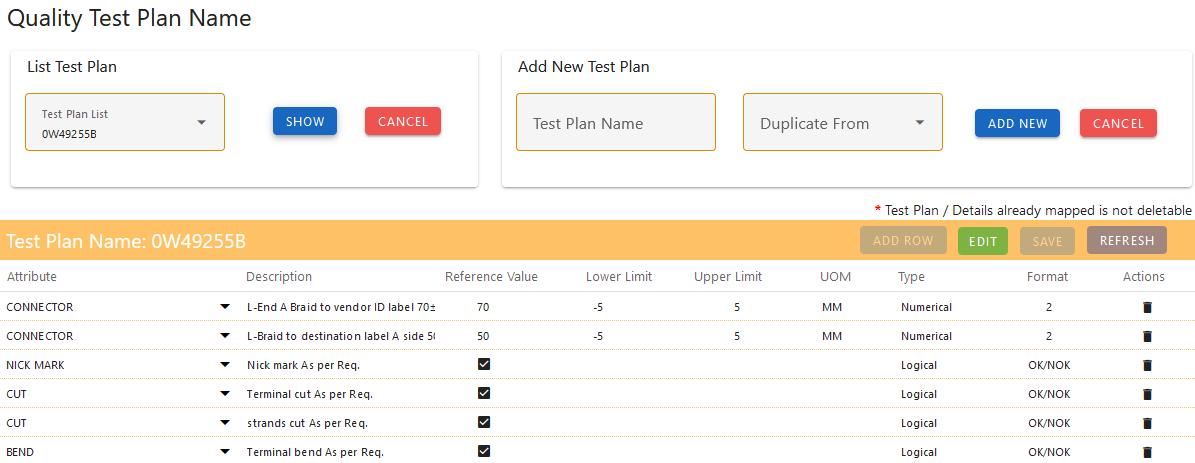 Quality Test Plan Name
List Test Plan
Test Plan List
0W49255B
SHOW
CANCEL
Add New Test Plan
Test Plan Name
Duplicate From
ADD NEW
CANCEL
* Test Plan / Details already mapped is not deletable
Test Plan Name: 0W49255B
ADD ROW
EDIT
SAVE
REFRESH
Attribute Description Reference Value Lower Limit Upper Limit UOM Type Format Actions
CONNECTOR L-End A Braid to vendor ID label 70± 70 -5 5 MM Numerical 2
CONNECTOR L-Braid to destination label A side 50 50 -5 5 MM Numerical 2
NICK MARK Nick mark As per Req. Logical OK/NOK
CUT Terminal cut As per Req. Logical OK/NOK
CUT strands cut As per Req. Logical OK/NOK
BEND Terminal bend As per Req. Logical OK/NOK